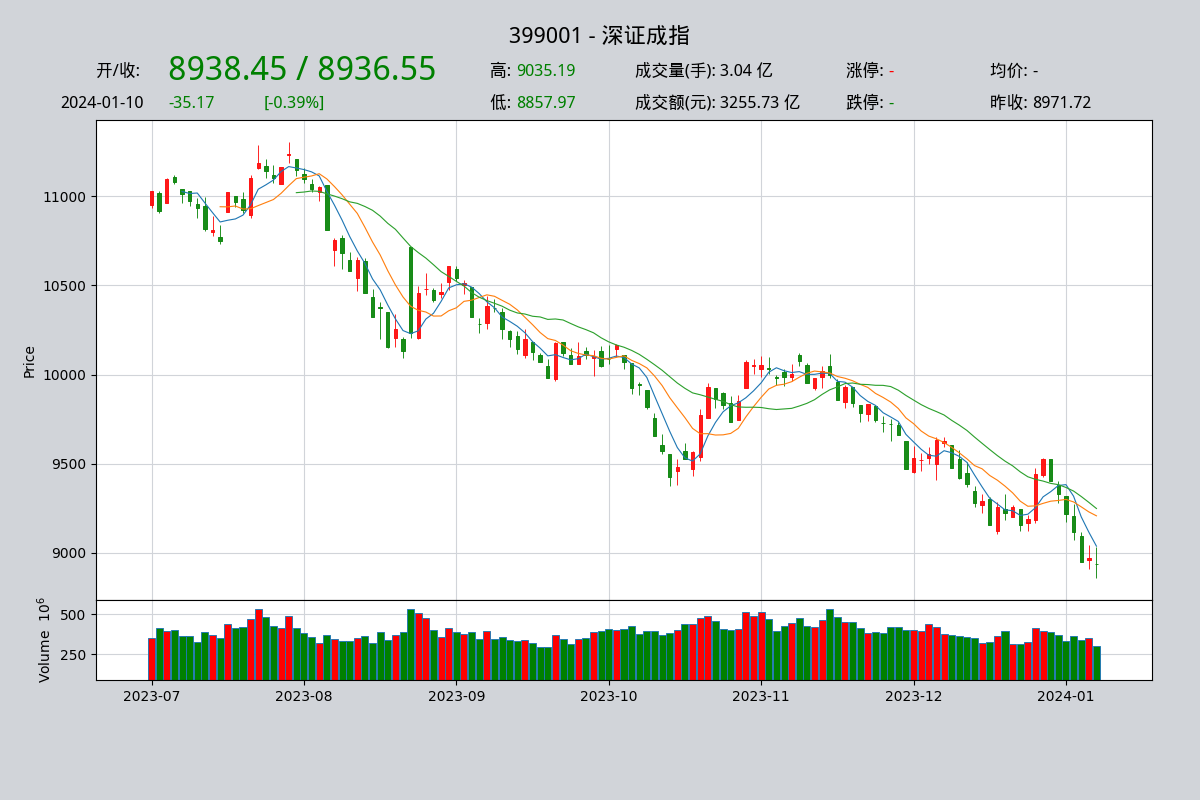 399001 - 深证成指
开/收: 8938.45 / 8936.55 高: 9035.19 成交量(手): 3.04 亿 涨停: - 均价: -
2024-01-10 -35.17 [-0.39%] 低: 8857.97 成交额(元): 3255.73 亿 跌停: - 昨收: 8971.72
11000
10500
10000
9500
9000
Price
500
250
Volume 10^6
2023-07 2023-08 2023-09 2023-10 2023-11 2023-12 2024-01